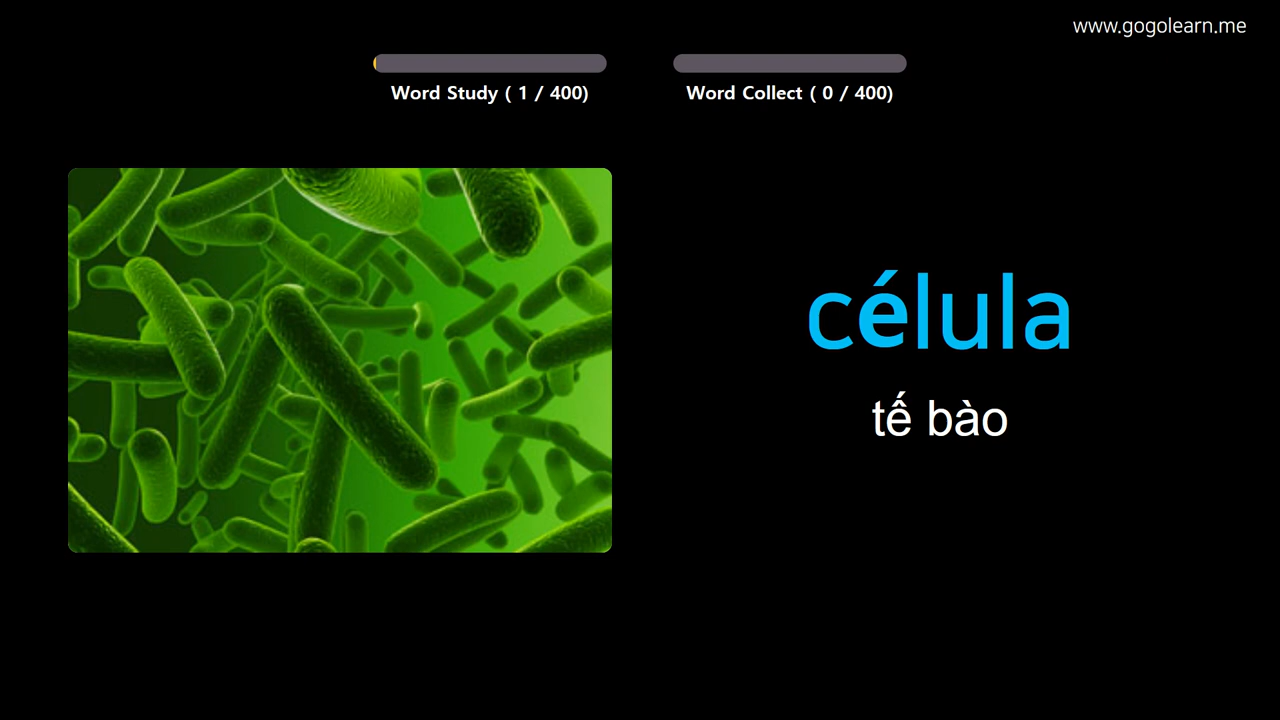 www.gogolearn.me
Word Study ( 1 / 400)
Word Collect ( 0 / 400)
célula
tế bào